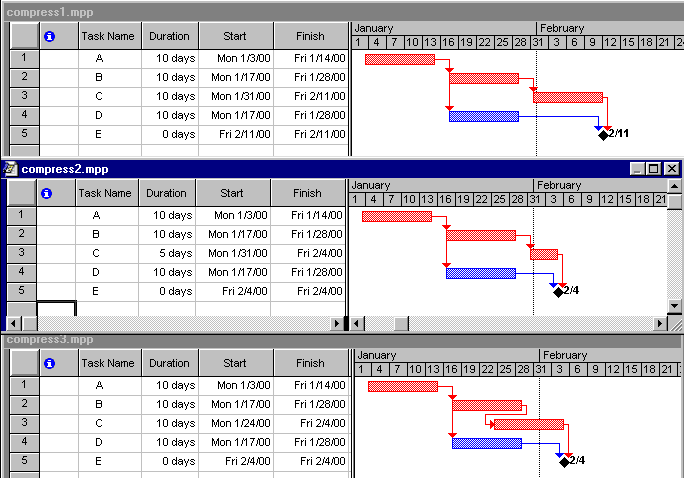 compress1.mpp
Task Name Duration Start Finish
January February
1 4 7 10 13 16 19 22 25 28 31 3 6 9 12 15 18 21 24
1 A 10 days Mon 1/3/00 Fri 1/14/00
2 B 10 days Mon 1/17/00 Fri 1/28/00
3 C 10 days Mon 1/31/00 Fri 2/11/00
4 D 10 days Mon 1/17/00 Fri 1/28/00
5 E 0 days Fri 2/11/00 Fri 2/11/00
2/11
compress2.mpp
Task Name Duration Start Finish
January February
1 4 7 10 13 16 19 22 25 28 31 3 6 9 12 15 18 21
1 A 10 days Mon 1/3/00 Fri 1/14/00
2 B 10 days Mon 1/17/00 Fri 1/28/00
3 C 5 days Mon 1/31/00 Fri 2/4/00
4 D 10 days Mon 1/17/00 Fri 1/28/00
5 E 0 days Fri 2/4/00 Fri 2/4/00
2/4
compress3.mpp
Task Name Duration Start Finish
January February
1 4 7 10 13 16 19 22 25 28 31 3 6 9 12 15 18 21
1 A 10 days Mon 1/3/00 Fri 1/14/00
2 B 10 days Mon 1/17/00 Fri 1/28/00
3 C 10 days Mon 1/24/00 Fri 2/4/00
4 D 10 days Mon 1/17/00 Fri 1/28/00
5 E 0 days Fri 2/4/00 Fri 2/4/00
2/4